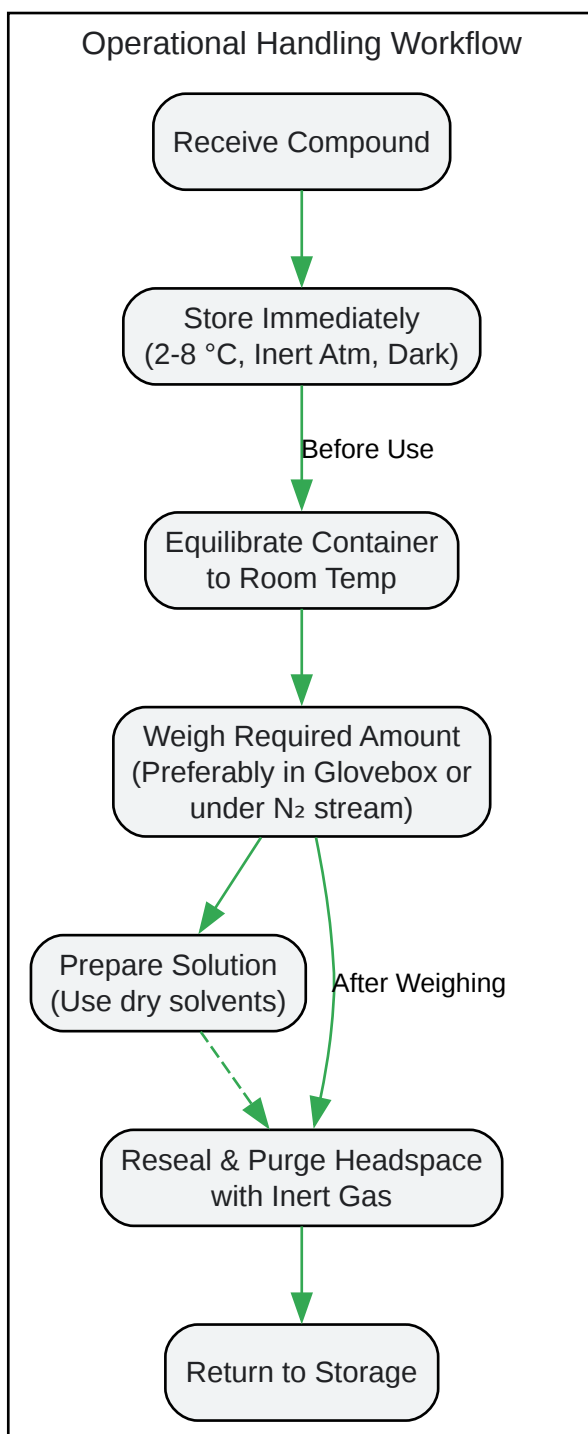 Operational Handling Workflow
Receive Compound
Store Immediately
(2-8 °C, Inert Atm, Dark)
Before Use
Equilibrate Container
to Room Temp
Weigh Required Amount
(Preferably in Glovebox or
under N₂ stream)
Prepare Solution
(Use dry solvents)
After Weighing
Reseal & Purge Headspace
with Inert Gas
Return to Storage